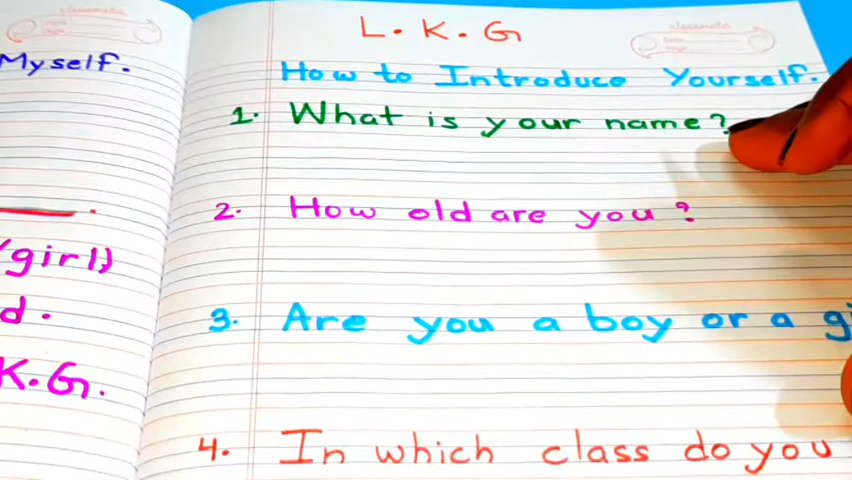 Myself.
girl)
d.
K.G.
L.K.G
How to Introduce Yourself.
1. What is your name?
2. How old are you?
3. Are you a boy or a
4. In which class do you